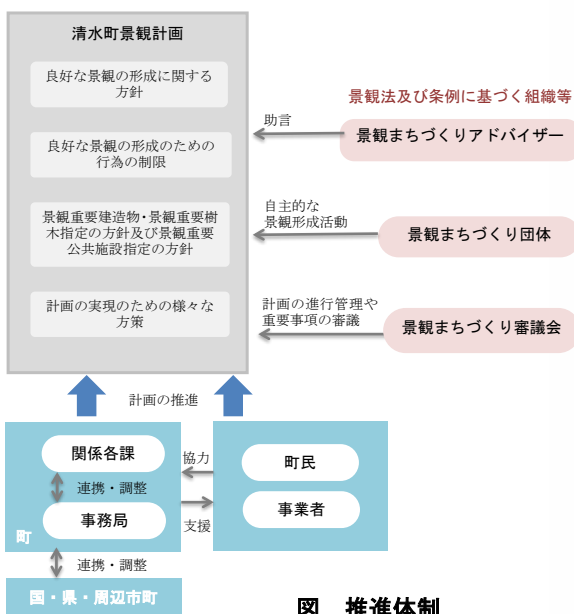 清水町景観計画
良好な景観の形成に関する
方針
良好な景観の形成のための
行為の制限
景観重要建造物・景観重要樹
木指定の方針及び景観重要
公共施設指定の方針
計画の実現のための様々な
方策
景観法及び条例に基づく組織等
助言
景観まちづくりアドバイザー
自主的な
景観形成活動
景観まちづくり団体
計画の進行管理や
重要事項の審議
景観まちづくり審議会
計画の推進
関係各課
連携・調整
事務局
町
協力
支援
町民
事業者
連携・調整
国・県・周辺市町
図 推進体制